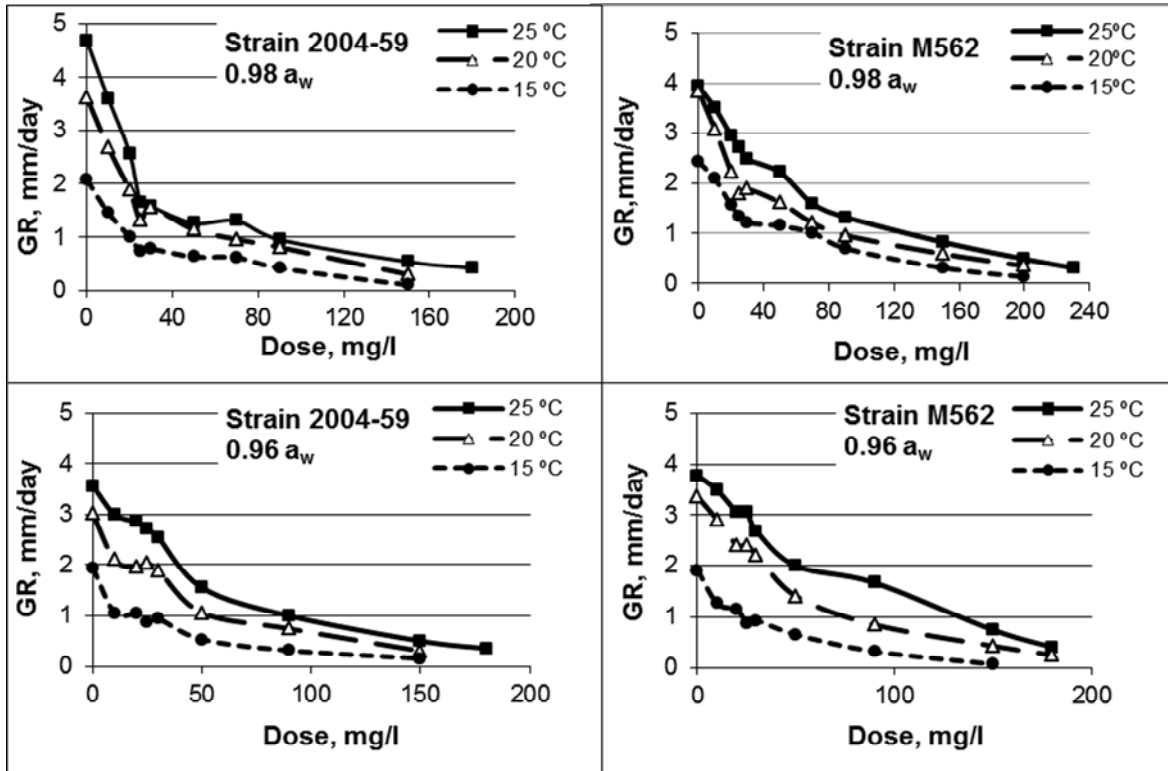 Strain 2004-59
0.98 aw
25 ºC
20 ºC
15 ºC
GR, mm/day
5
4
3
2
1
0
0 40 80 120 160 200
Dose, mg/l
Strain M562
0.98 aw
25ºC
20ºC
15ºC
GR,mm/day
5
4
3
2
1
0
0 40 80 120 160 200 240
Dose, mg/l
Strain 2004-59
0.96 aw
25 ºC
20 ºC
15 ºC
GR, mm/day
5
4
3
2
1
0
0 50 100 150 200
Dose, mg/l
Strain M562
0.96 aw
25 ºC
20 ºC
15 ºC
GR, mm/day
5
4
3
2
1
0
0 100 200
Dose, mg/l